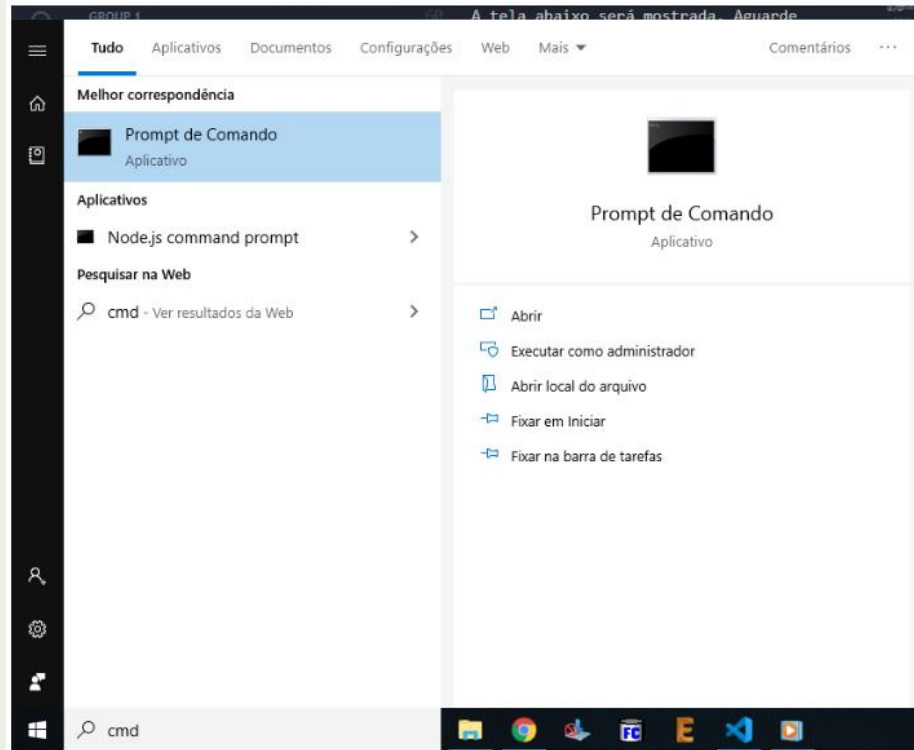 GROUP 1
60 A tela abaixo será mostrada. Aguarde
Tudo Aplicativos Documentos Configurações Web Mais Comentários ...
Melhor correspondência
Prompt de Comando
Aplicativo
Aplicativos
Node.js command prompt
Pesquisar na Web
cmd - Ver resultados da Web
Prompt de Comando
Aplicativo
Abrir
Executar como administrador
Abrir local do arquivo
Fixar em Iniciar
Fixar na barra de tarefas
cmd
FC